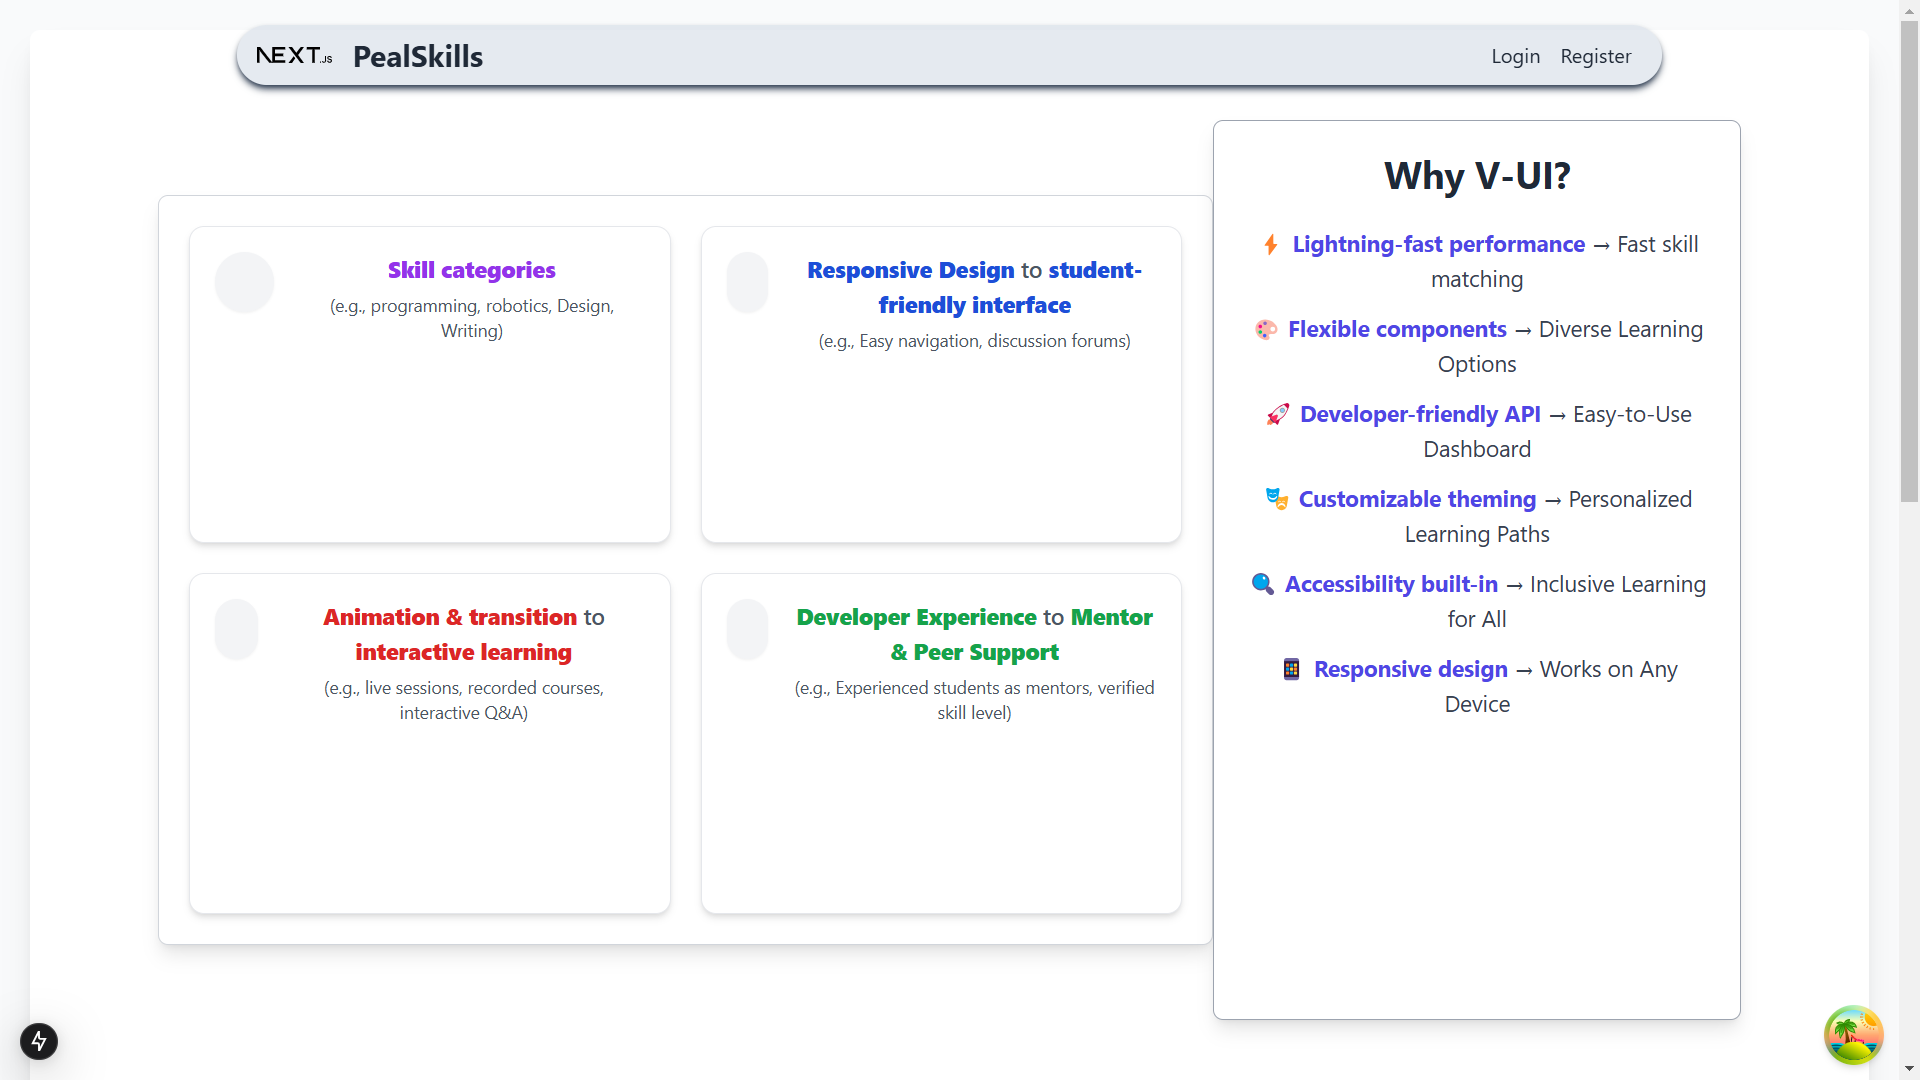 NEXT.JS PealSkills
Login Register
Skill categories
(e.g., programming, robotics, Design,
Writing)
Responsive Design to student-
friendly interface
(e.g., Easy navigation, discussion forums)
Animation & transition to
interactive learning
(e.g., live sessions, recorded courses,
interactive Q&A)
Developer Experience to Mentor
& Peer Support
(e.g., Experienced students as mentors, verified
skill level)
Why V-UI?
⚡ Lightning-fast performance → Fast skill
matching
🎨 Flexible components → Diverse Learning
Options
🚀 Developer-friendly API → Easy-to-Use
Dashboard
🎭 Customizable theming → Personalized
Learning Paths
🔍 Accessibility built-in → Inclusive Learning
for All
📱 Responsive design → Works on Any
Device